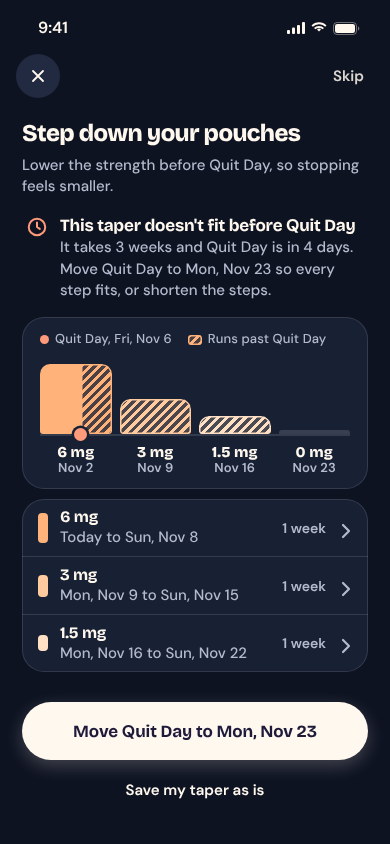 9:41
Skip
Step down your pouches
Lower the strength before Quit Day, so stopping
feels smaller.
This taper doesn't fit before Quit Day
It takes 3 weeks and Quit Day is in 4 days.
Move Quit Day to Mon, Nov 23 so every
step fits, or shorten the steps.
Quit Day, Fri, Nov 6 Runs past Quit Day
6 mg 3 mg 1.5 mg 0 mg
Nov 2 Nov 9 Nov 16 Nov 23
6 mg
Today to Sun, Nov 8
1 week
3 mg
Mon, Nov 9 to Sun, Nov 15
1 week
1.5 mg
Mon, Nov 16 to Sun, Nov 22
1 week
Move Quit Day to Mon, Nov 23
Save my taper as is